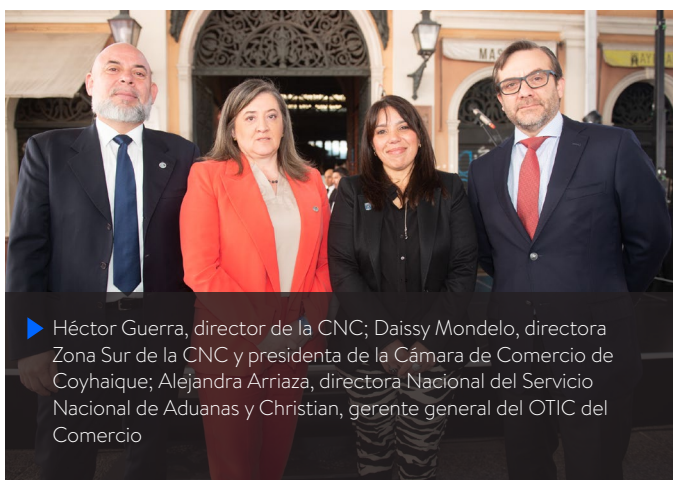 MAS
Héctor Guerra, director de la CNC; Daissy Mondelo, directora
Zona Sur de la CNC y presidenta de la Cámara de Comercio de
Coyhaique; Alejandra Arriaza, directora Nacional del Servicio
Nacional de Aduanas y Christian, gerente general del OTIC del
Comercio